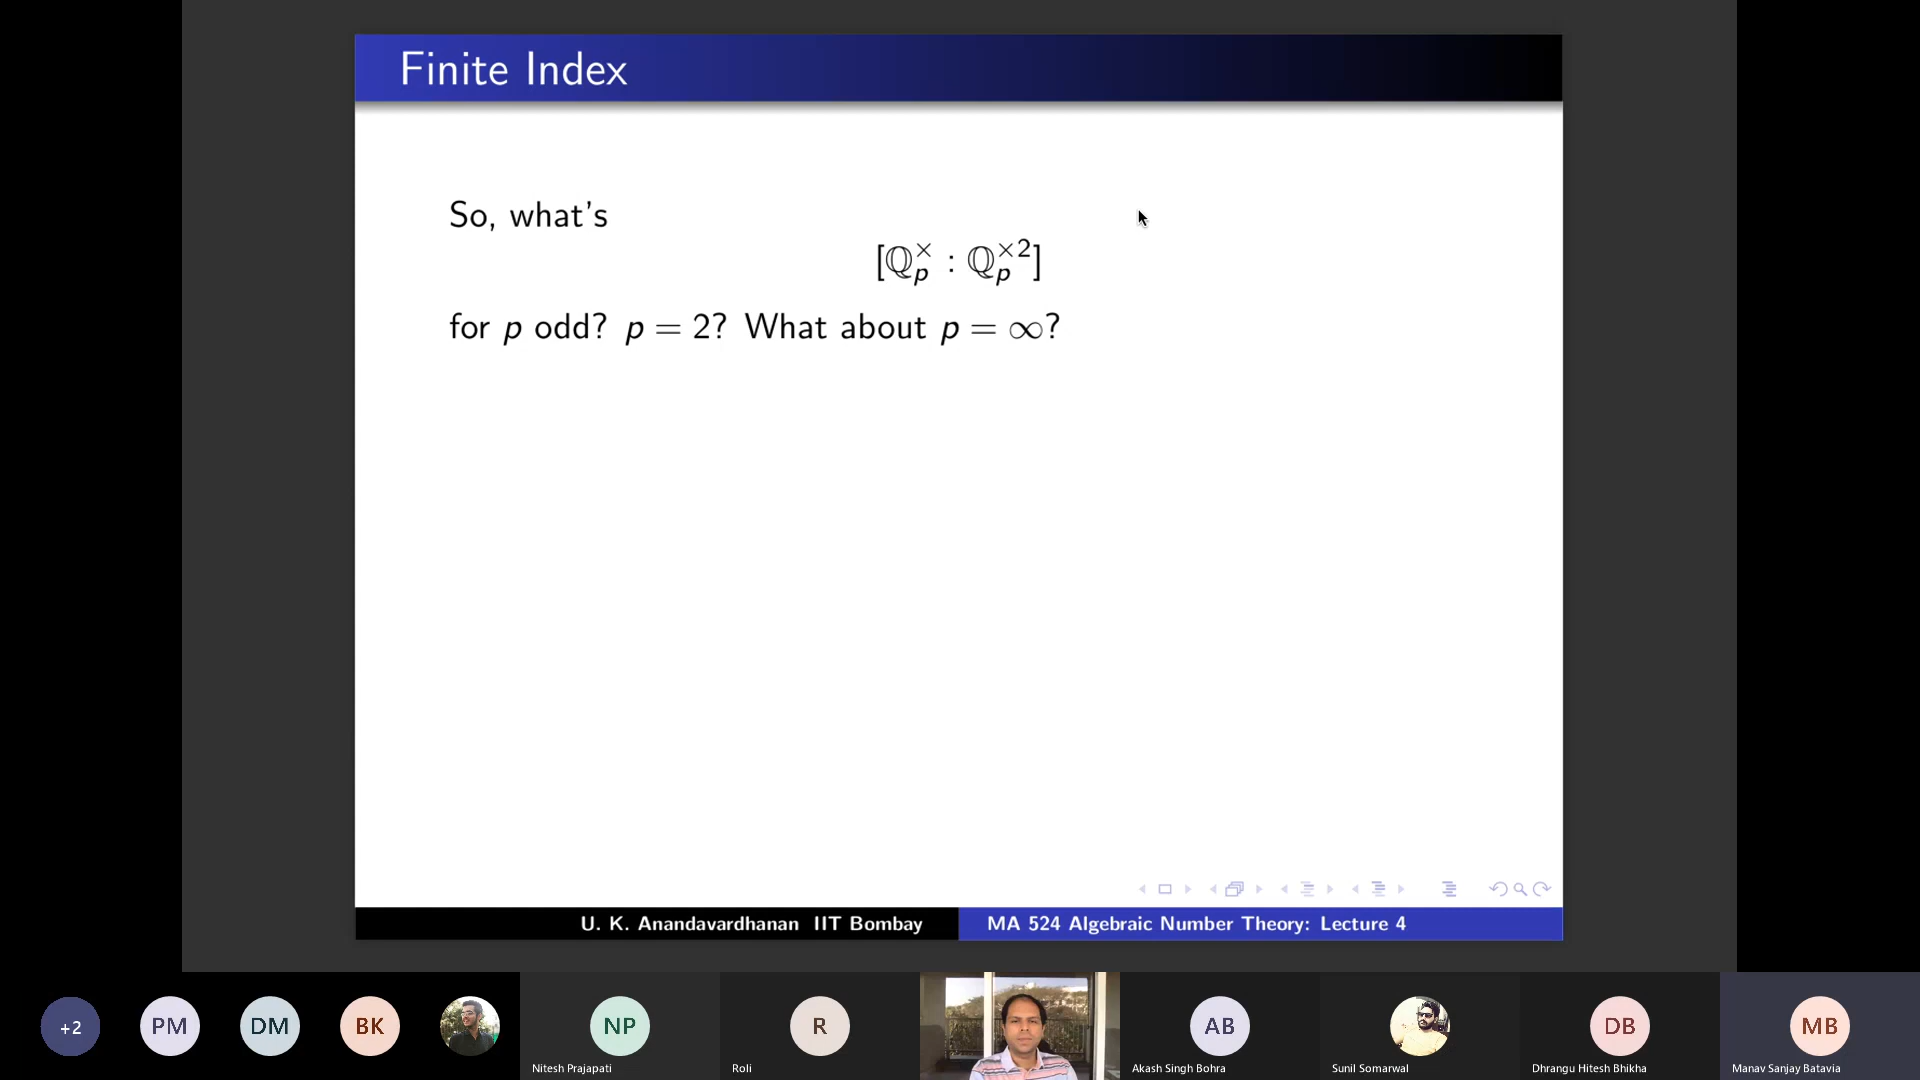 Finite Index
So, what's
[ℚₚ^× : ℚₚ^×2]
for p odd? p = 2? What about p = ∞?
U. K. Anandavardhanan IIT Bombay
MA 524 Algebraic Number Theory: Lecture 4
+2
PM
DM
BK
NP
R
AB
DB
MB
Nitesh Prajapati
Roli
Akash Singh Bohra
Sunil Somarwal
Dhrangu Hitesh Bhikha
Manav Sanjay Batavia